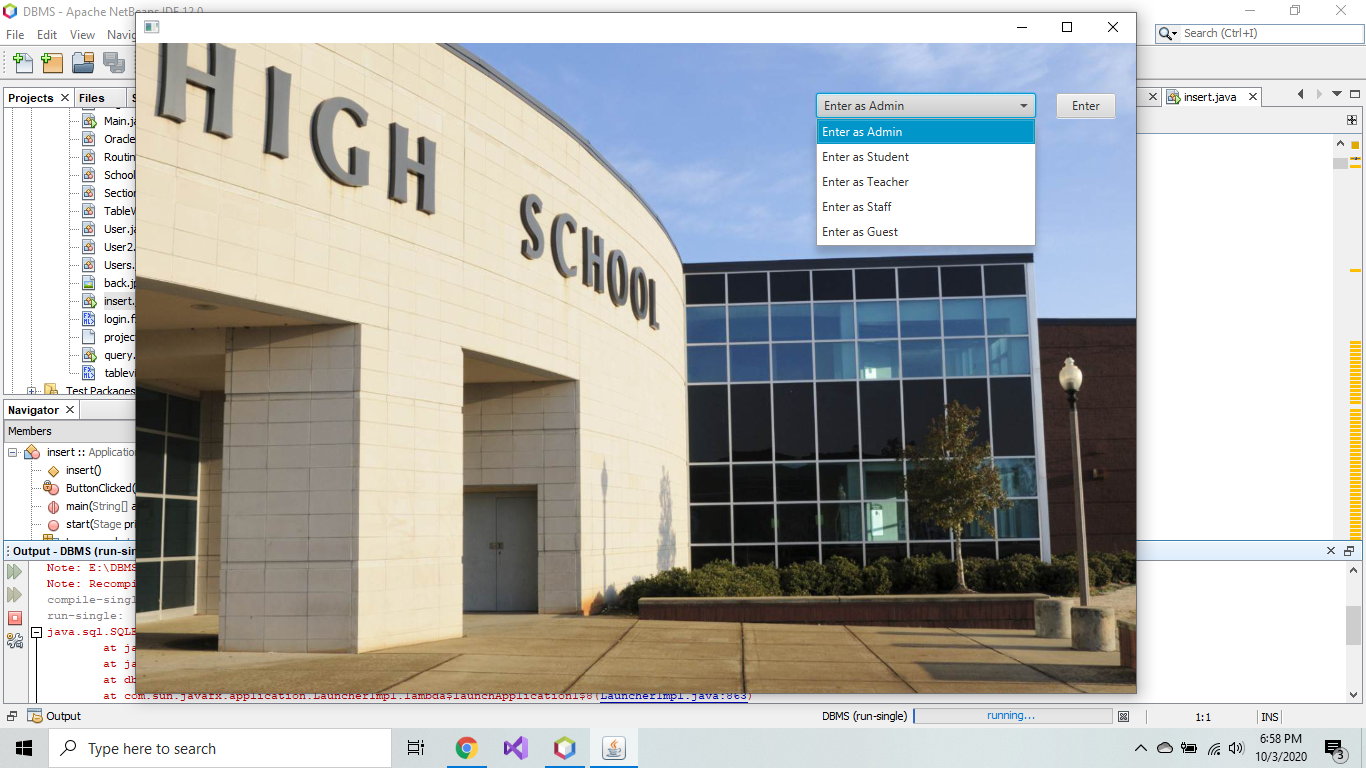 DBMS - Apache NetBeans IDE 12.0
File Edit View
Search (Ctrl+I)
Projects Files
insert.java
Enter as Admin
Enter
Enter as Admin
Enter as Student
Enter as Teacher
Enter as Staff
Enter as Guest
HIGH SCHOOL
Main.ja
Oracle
Routin
School
Section
TableV
User.ja
User2.
Users.
back.jp
insert.
login.f
projec
query.
tablevi
Test Packages
Navigator
Members
insert :: Application
insert()
ButtonClicked(
main(String[] a
start(Stage pri
Output - DBMS (run-sin
Note: E:\DBMS
Note: Recompi
compile-singl
run-single:
java.sql.SQLE
at ja
at ja
at db
at com.sun.javafx.application.LauncherImpl.lambda$launchApplication1$8(LauncherImpl.java:863)
Output
DBMS (run-single)
running...
1:1
INS
Type here to search
6:58 PM
10/3/2020
3